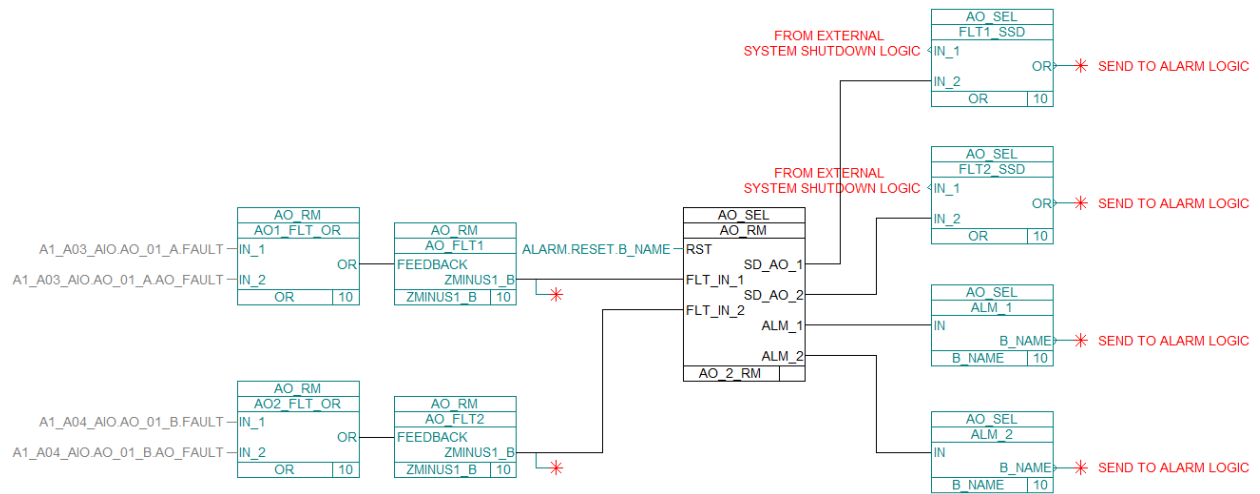 AO_SEL
FLT1_SSD
FROM EXTERNAL
SYSTEM SHUTDOWN LOGIC
IN_1
OR
SEND TO ALARM LOGIC
IN_2
OR 10
AO_SEL
FLT2_SSD
FROM EXTERNAL
SYSTEM SHUTDOWN LOGIC
IN_1
OR
SEND TO ALARM LOGIC
IN_2
OR 10
AO_RM
AO1_FLT_OR
A1_A03_AIO.AO_01_A.FAULT
IN_1
OR
A1_A03_AIO.AO_01_A.AO_FAULT
IN_2
OR 10
AO_RM
AO_FLT1
FEEDBACK
ZMINUS1_B
ZMINUS1_B 10
AO_SEL
AO_RM
ALARM.RESET.B_NAME
RST
SD_AO_1
FLT_IN_1
SD_AO_2
FLT_IN_2
ALM_1
ALM_2
AO_2_RM
AO_SEL
ALM_1
IN
B_NAME
SEND TO ALARM LOGIC
B_NAME 10
AO_RM
AO2_FLT_OR
A1_A04_AIO.AO_01_B.FAULT
IN_1
OR
A1_A04_AIO.AO_01_B.AO_FAULT
IN_2
OR 10
AO_RM
AO_FLT2
FEEDBACK
ZMINUS1_B
ZMINUS1_B 10
AO_SEL
ALM_2
IN
B_NAME
SEND TO ALARM LOGIC
B_NAME 10